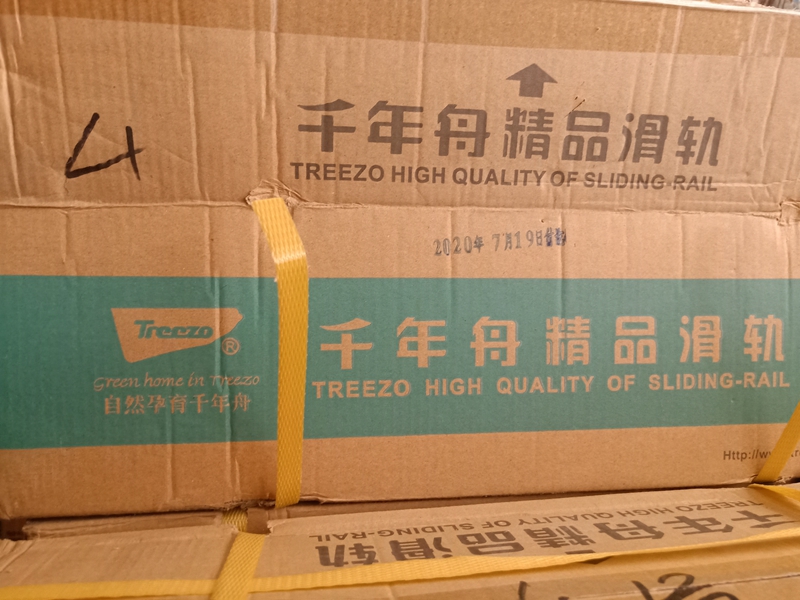 4
千年舟精品滑轨
TREEZO HIGH QUALITY OF SLIDING-RAIL
2020年 7月19日
Treezo®
Green home in Treezo
自然孕育千年舟
千年舟精品滑轨
TREEZO HIGH QUALITY OF SLIDING-RAIL
Http://w
千年舟精品滑轨
TREEZO HIGH QUALITY OF SLIDING-RAIL